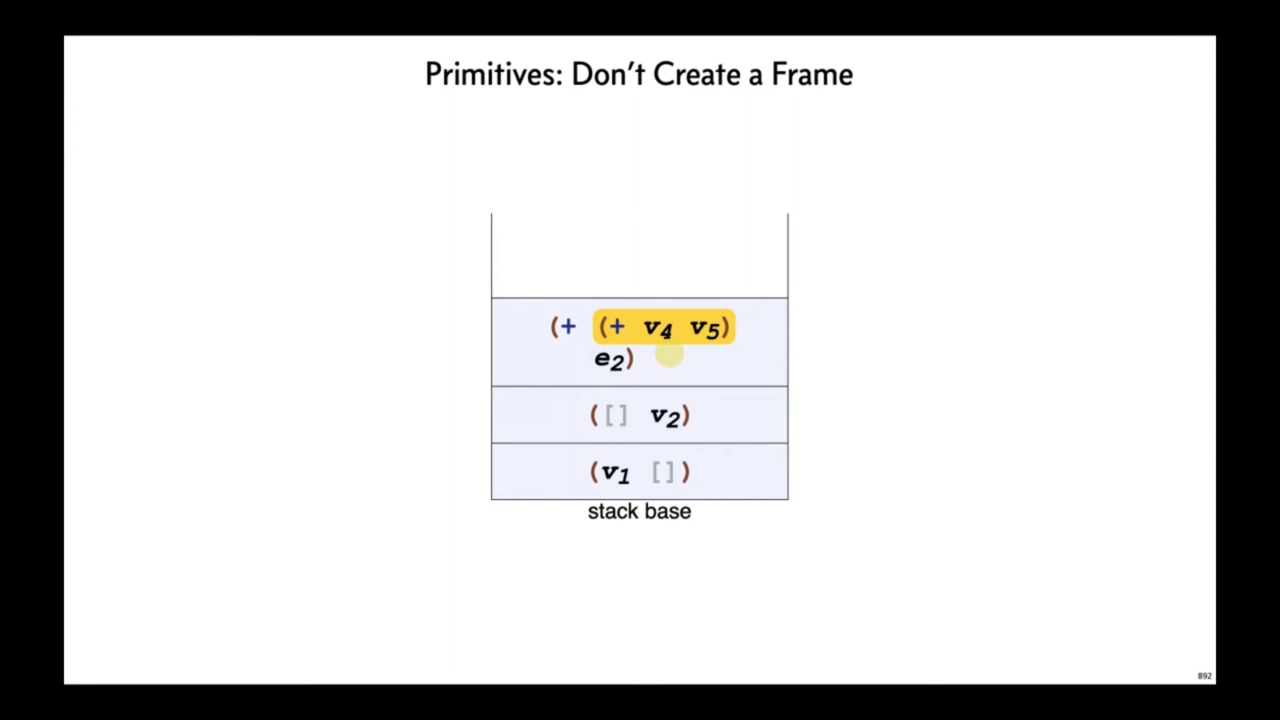 Primitives: Don't Create a Frame
(+ (+ v4 v5)
e2)
([] v2)
(v1 [])
stack base
892